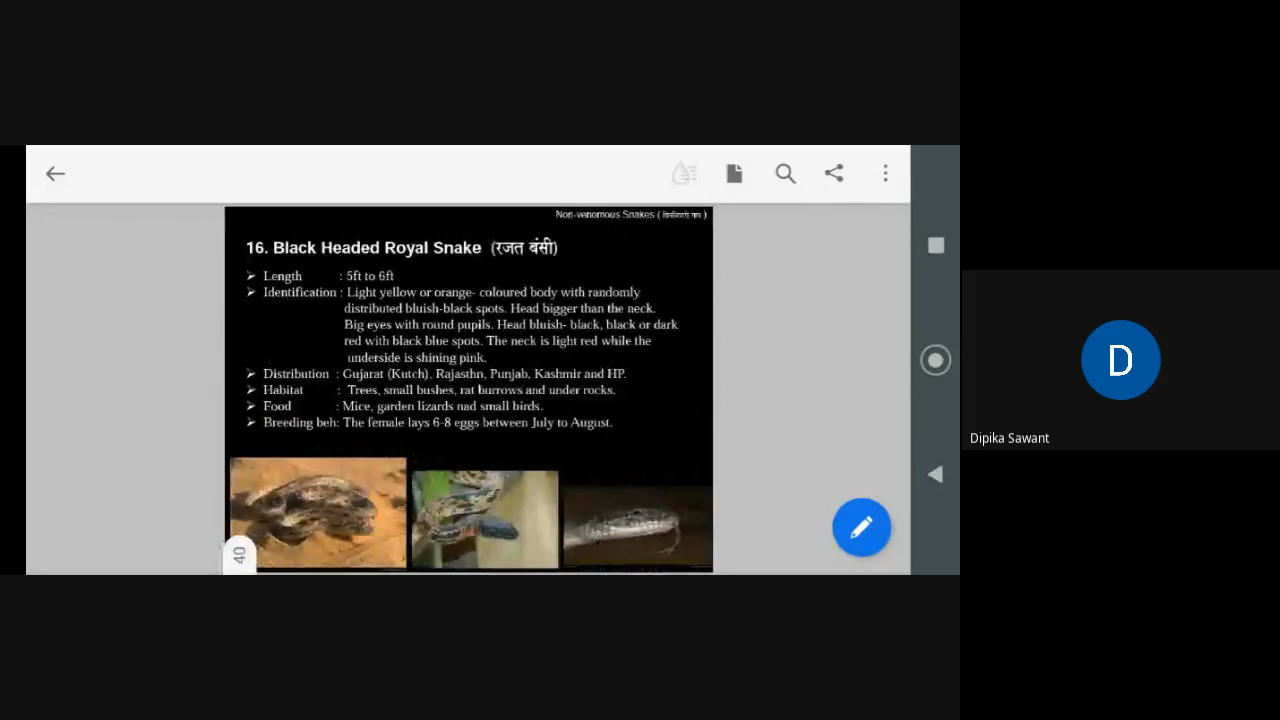 Non-venomous Snakes ( )
16. Black Headed Royal Snake (रजत बंसी)
➢ Length : 5ft to 6ft
➢ Identification : Light yellow or orange- coloured body with randomly
distributed bluish-black spots. Head bigger than the neck.
Big eyes with round pupils. Head bluish- black, black or dark
red with black blue spots. The neck is light red while the
underside is shining pink.
➢ Distribution : Gujarat (Kutch), Rajasthn, Punjab, Kashmir and HP.
➢ Habitat : Trees, small bushes, rat burrows and under rocks.
➢ Food : Mice, garden lizards nad small birds.
➢ Breeding beh: The female lays 6-8 eggs between July to August.
40
D
Dipika Sawant